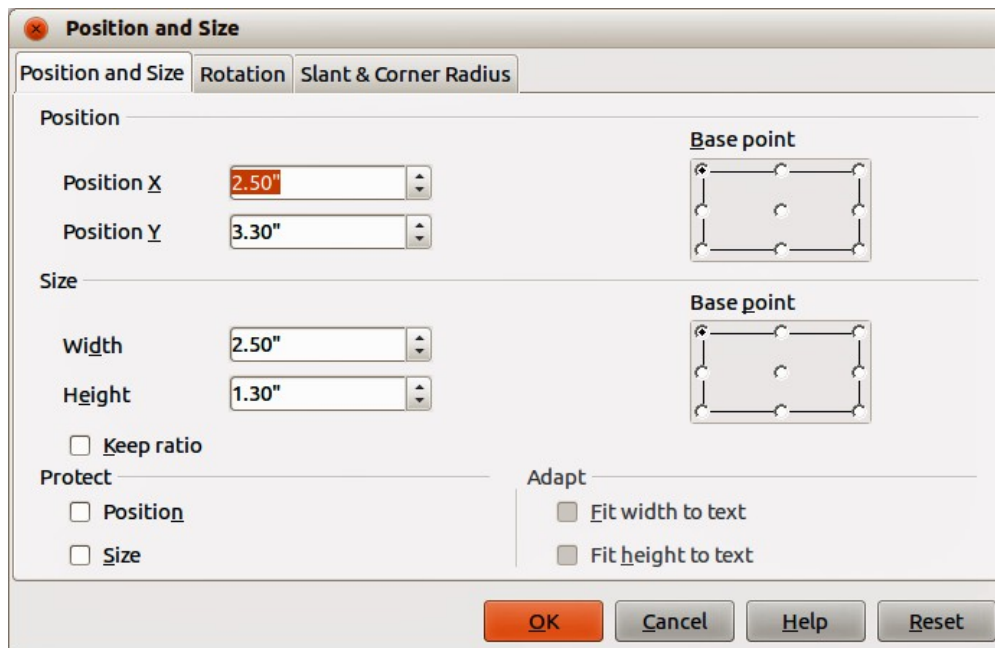 Position and Size
Position and Size Rotation Slant & Corner Radius
Position
Base point
Position X 2.50"
Position Y 3.30"
Size
Base point
Width 2.50"
Height 1.30"
Keep ratio
Protect Adapt
Position Fit width to text
Size Fit height to text
OK Cancel Help Reset